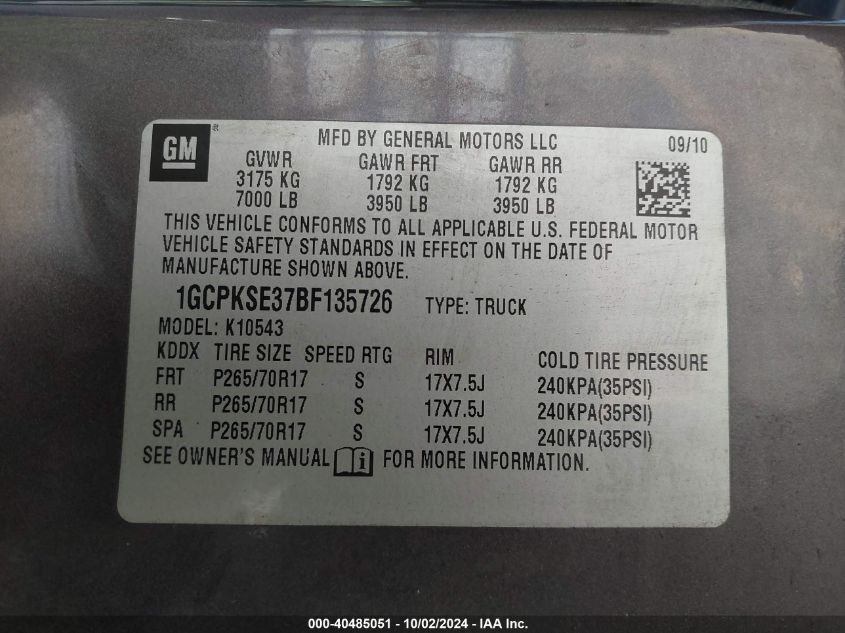 GM
MFD BY GENERAL MOTORS LLC 09/10
GVWR GAWR FRT GAWR RR
3175 KG 1792 KG 1792 KG
7000 LB 3950 LB 3950 LB
THIS VEHICLE CONFORMS TO ALL APPLICABLE U.S. FEDERAL MOTOR
VEHICLE SAFETY STANDARDS IN EFFECT ON THE DATE OF
MANUFACTURE SHOWN ABOVE.
1GCPKSE37BF135726 TYPE: TRUCK
MODEL: K10543
KDDX TIRE SIZE SPEED RTG RIM COLD TIRE PRESSURE
FRT P265/70R17 S 17X7.5J 240KPA(35PSI)
RR P265/70R17 S 17X7.5J 240KPA(35PSI)
SPA P265/70R17 S 17X7.5J 240KPA(35PSI)
SEE OWNER'S MANUAL i FOR MORE INFORMATION.
000-40485051 - 10/02/2024 - IAA Inc.